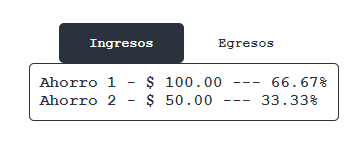 Ingresos Egresos
Ahorro 1 - $ 100.00 --- 66.67%
Ahorro 2 - $ 50.00 --- 33.33%